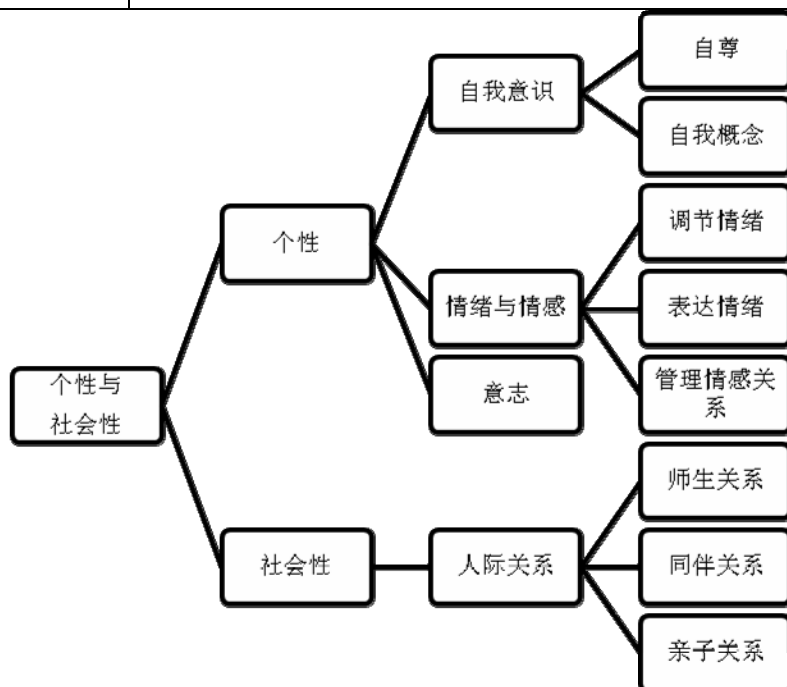 自尊
自我意识
自我概念
个性
调节情绪
情绪与情感
表达情绪
意志
管理情感关
系
个性与
社会性
师生关系
社会性
人际关系
同伴关系
亲子关系